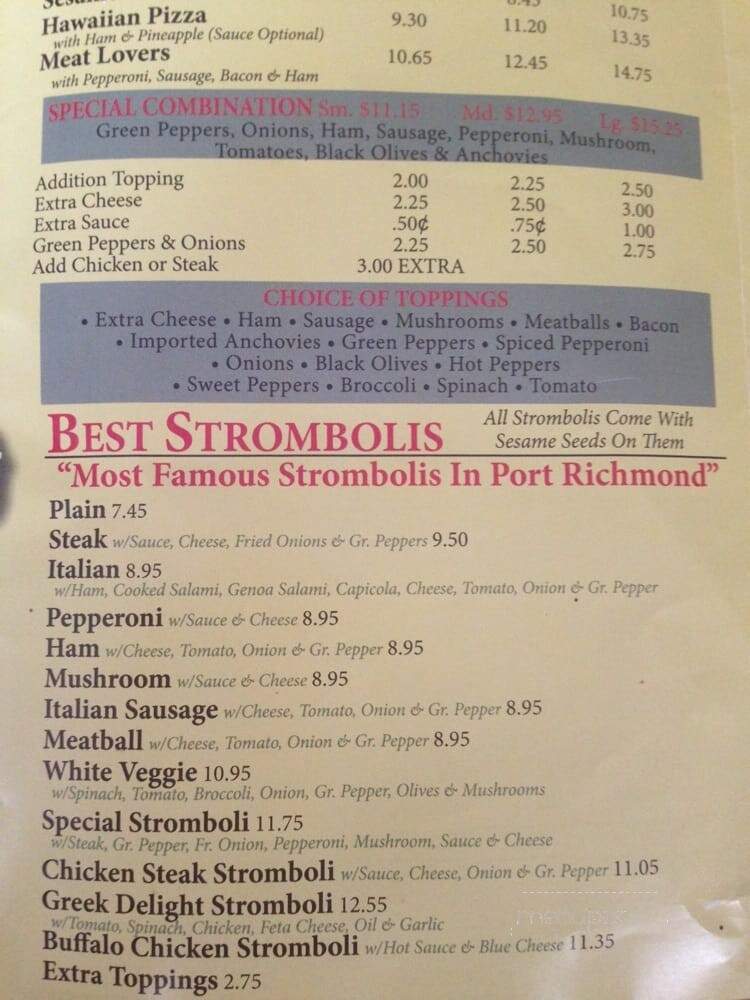 8.45
10.75
Hawaiian Pizza 9.30 11.20 13.35
with Ham & Pineapple (Sauce Optional)
Meat Lovers 10.65 12.45 14.75
with Pepperoni, Sausage, Bacon & Ham
SPECIAL COMBINATION Sm. $11.15 Md. $12.95 Lg. $15.25
Green Peppers, Onions, Ham, Sausage, Pepperoni, Mushroom,
Tomatoes, Black Olives & Anchovies
Addition Topping 2.00 2.25 2.50
Extra Cheese 2.25 2.50 3.00
Extra Sauce .50¢ .75¢ 1.00
Green Peppers & Onions 2.25 2.50 2.75
Add Chicken or Steak 3.00 EXTRA
CHOICE OF TOPPINGS
• Extra Cheese • Ham • Sausage • Mushrooms • Meatballs • Bacon
• Imported Anchovies • Green Peppers • Spiced Pepperoni
• Onions • Black Olives • Hot Peppers
• Sweet Peppers • Broccoli • Spinach • Tomato
BEST STROMBOLIS
All Strombolis Come With
Sesame Seeds On Them
"Most Famous Strombolis In Port Richmond"
Plain 7.45
Steak w/Sauce, Cheese, Fried Onions & Gr. Peppers 9.50
Italian 8.95
w/Ham, Cooked Salami, Genoa Salami, Capicola, Cheese, Tomato, Onion & Gr. Pepper
Pepperoni w/Sauce & Cheese 8.95
Ham w/Cheese, Tomato, Onion & Gr. Pepper 8.95
Mushroom w/Sauce & Cheese 8.95
Italian Sausage w/Cheese, Tomato, Onion & Gr. Pepper 8.95
Meatball w/Cheese, Tomato, Onion & Gr. Pepper 8.95
White Veggie 10.95
w/Spinach, Tomato, Broccoli, Onion, Gr. Pepper, Olives & Mushrooms
Special Stromboli 11.75
w/Steak, Gr. Pepper, Fr. Onion, Pepperoni, Mushroom, Sauce & Cheese
Chicken Steak Stromboli w/Sauce, Cheese, Onion & Gr. Pepper 11.05
Greek Delight Stromboli 12.55
w/Tomato, Spinach, Chicken, Feta Cheese, Oil & Garlic
Buffalo Chicken Stromboli w/Hot Sauce & Blue Cheese 11.35
Extra Toppings 2.75